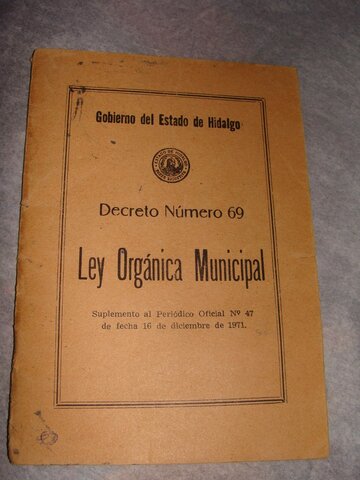 Gobierno del Estado de Hidalgo
Decreto Número 69
Ley Orgánica Municipal
Suplemento al Periódico Oficial Nº 47
de fecha 16 de diciembre de 1971.